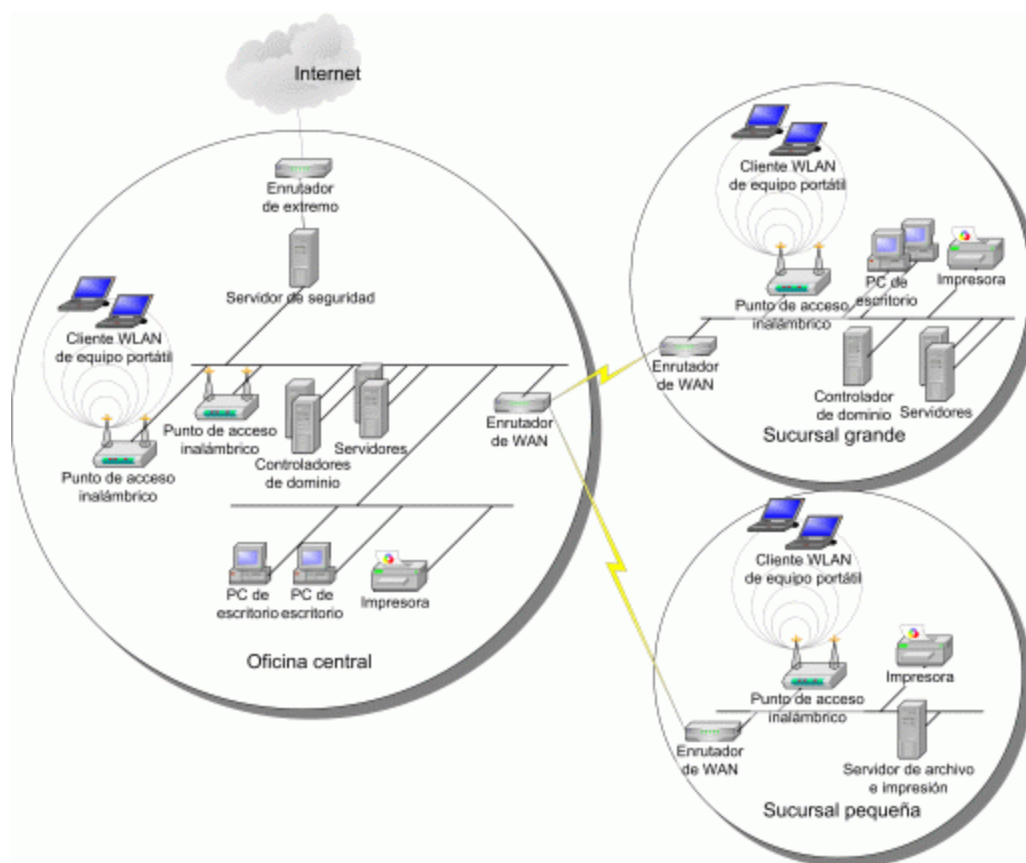 Internet
Enrutador
de extremo
Servidor de seguridad
Cliente WLAN
de equipo portátil
Punto de acceso
inalámbrico
Punto de acceso
inalámbrico
Controladores
de dominio
Servidores
Enrutador
de WAN
PC de
escritorio
PC de
escritorio
Impresora
Oficina central
Cliente WLAN
de equipo portátil
Punto de acceso
inalámbrico
PC de
escritorio
Impresora
Enrutador
de WAN
Controlador
de dominio
Servidores
Sucursal grande
Cliente WLAN
de equipo portátil
Punto de acceso
inalámbrico
Impresora
Enrutador
de WAN
Servidor de archivo
e impresión
Sucursal pequeña